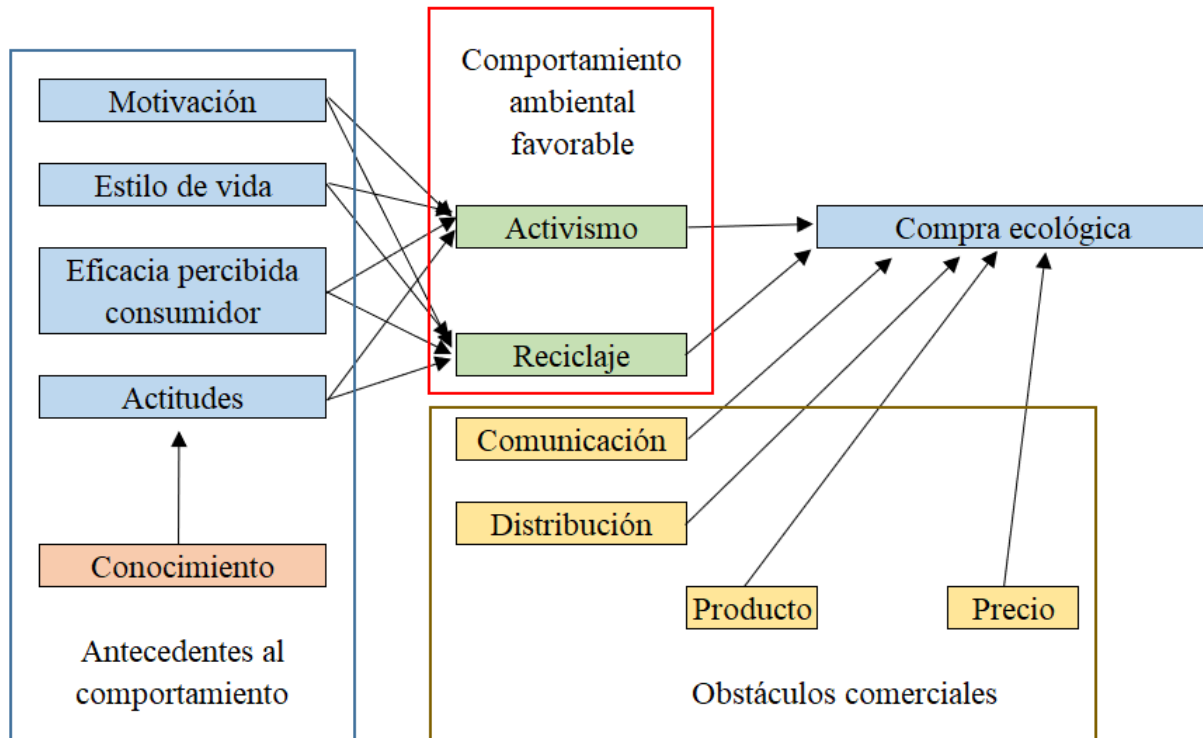 Motivación
Estilo de vida
Eficacia percibida
consumidor
Actitudes
Conocimiento
Antecedentes al
comportamiento
Comportamiento
ambiental
favorable
Activismo
Reciclaje
Compra ecológica
Comunicación
Distribución
Producto
Precio
Obstáculos comerciales